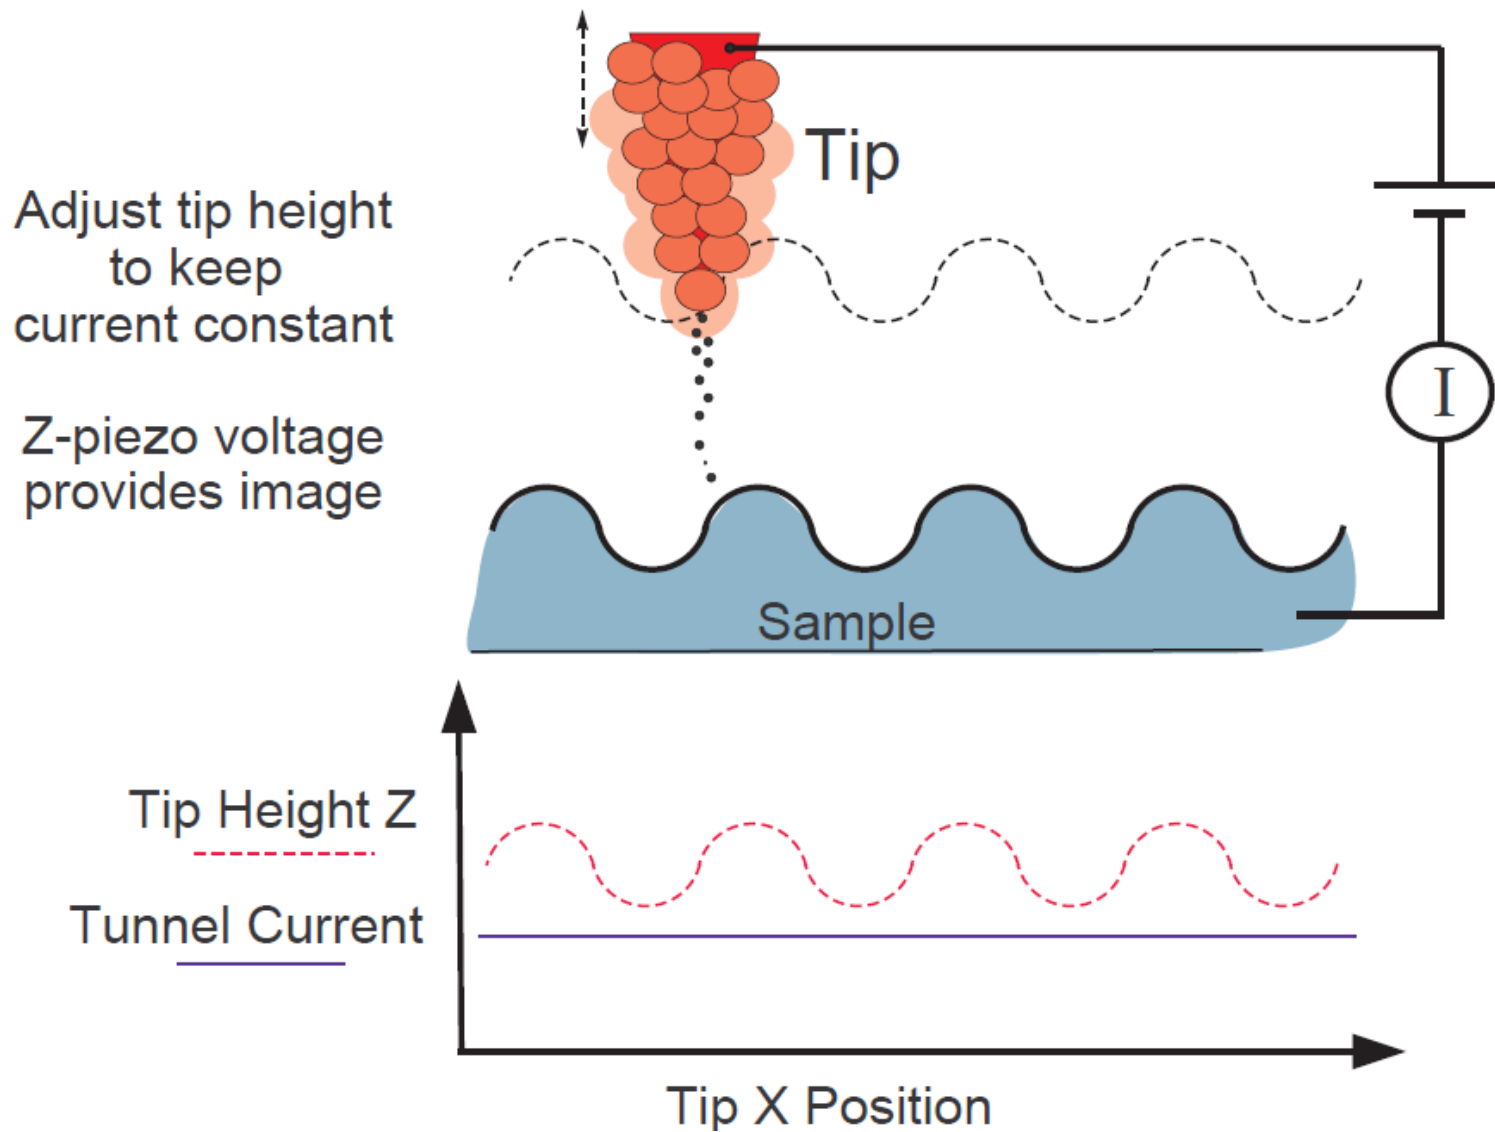 Tip
Adjust tip height
to keep
current constant
Z-piezo voltage
provides image
I
Sample
Tip Height Z
Tunnel Current
Tip X Position